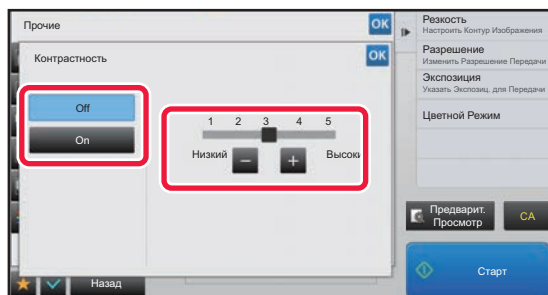 Прочие
OK
Контрастность
OK
Off
On
1 2 3 4 5
Низкий
Высоки
Назад
Резкость
Настроить Контур Изображения
Разрешение
Изменить Разрешение Передачи
Экспозиция
Указать Экспозиц. для Передачи
Цветной Режим
Предварит.
Просмотр
CA
Старт